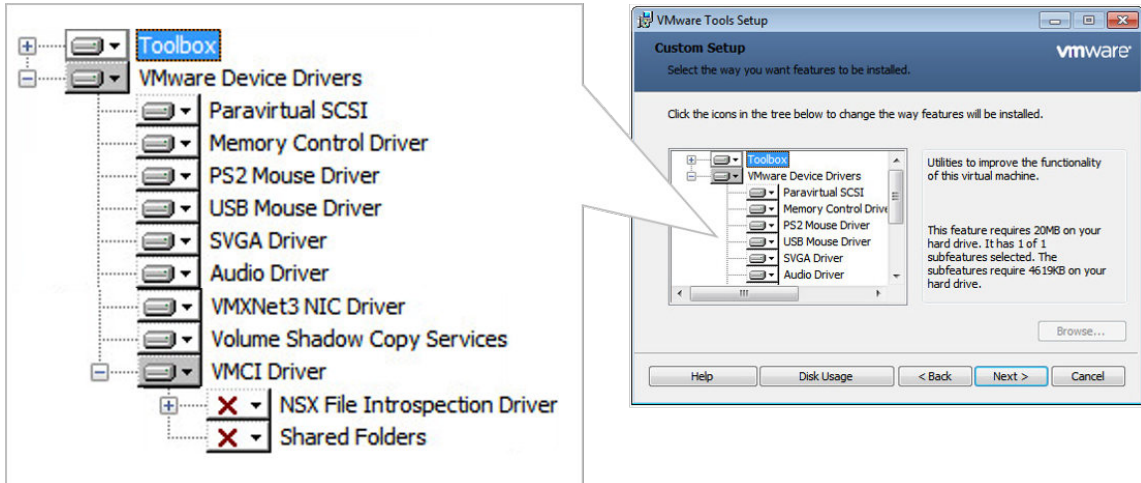 Toolbox
VMware Device Drivers
Paravirtual SCSI
Memory Control Driver
PS2 Mouse Driver
USB Mouse Driver
SVGA Driver
Audio Driver
VMXNet3 NIC Driver
Volume Shadow Copy Services
VMCI Driver
NSX File Introspection Driver
Shared Folders
VMware Tools Setup
Custom Setup
vmware
Select the way you want features to be installed.
Click the icons in the tree below to change the way features will be installed.
Toolbox
VMware Device Drivers
Paravirtual SCSI
Memory Control Drive
PS2 Mouse Driver
USB Mouse Driver
SVGA Driver
Audio Driver
Utilities to improve the functionality
of this virtual machine.
This feature requires 20MB on your
hard drive. It has 1 of 1
subfeatures selected. The
subfeatures require 4619KB on your
hard drive.
Browse...
Help
Disk Usage
< Back
Next >
Cancel